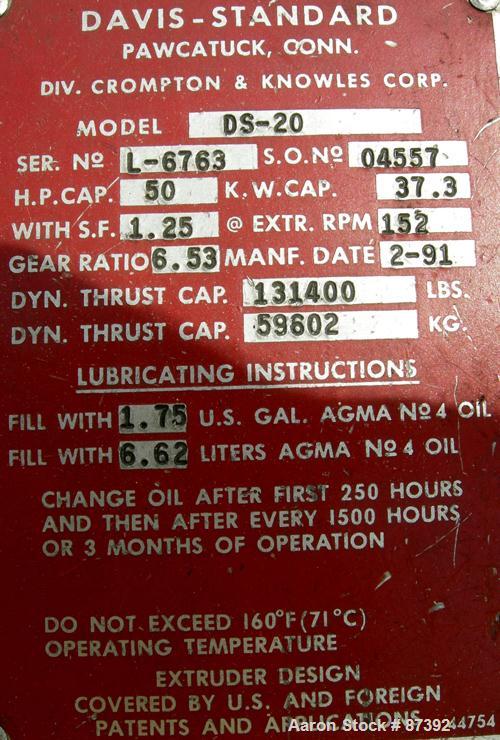 DAVIS-STANDARD
PAWCATUCK, CONN.
DIV. CROMPTON & KNOWLES CORP.
MODEL DS-20
SER. Nº L-6763 S.O.Nº 04557
H.P.CAP. 50 K.W.CAP. 37.3
WITH S.F. 1.25 @ EXTR. RPM 152
GEAR RATIO 6.53 MANF. DATE 2-91
DYN. THRUST CAP. 131400 LBS.
DYN. THRUST CAP. 59602 KG.
LUBRICATING INSTRUCTIONS
FILL WITH 1.75 U.S. GAL. AGMA Nº4 OIL
FILL WITH 6.62 LITERS AGMA Nº4 OIL
CHANGE OIL AFTER FIRST 250 HOURS
AND THEN AFTER EVERY 1500 HOURS
OR 3 MONTHS OF OPERATION
DO NOT EXCEED 160°F (71°C)
OPERATING TEMPERATURE
EXTRUDER DESIGN
COVERED BY U.S. AND FOREIGN
PATENTS AND APPLICATIONS 44754
Aaron Stock # 87392